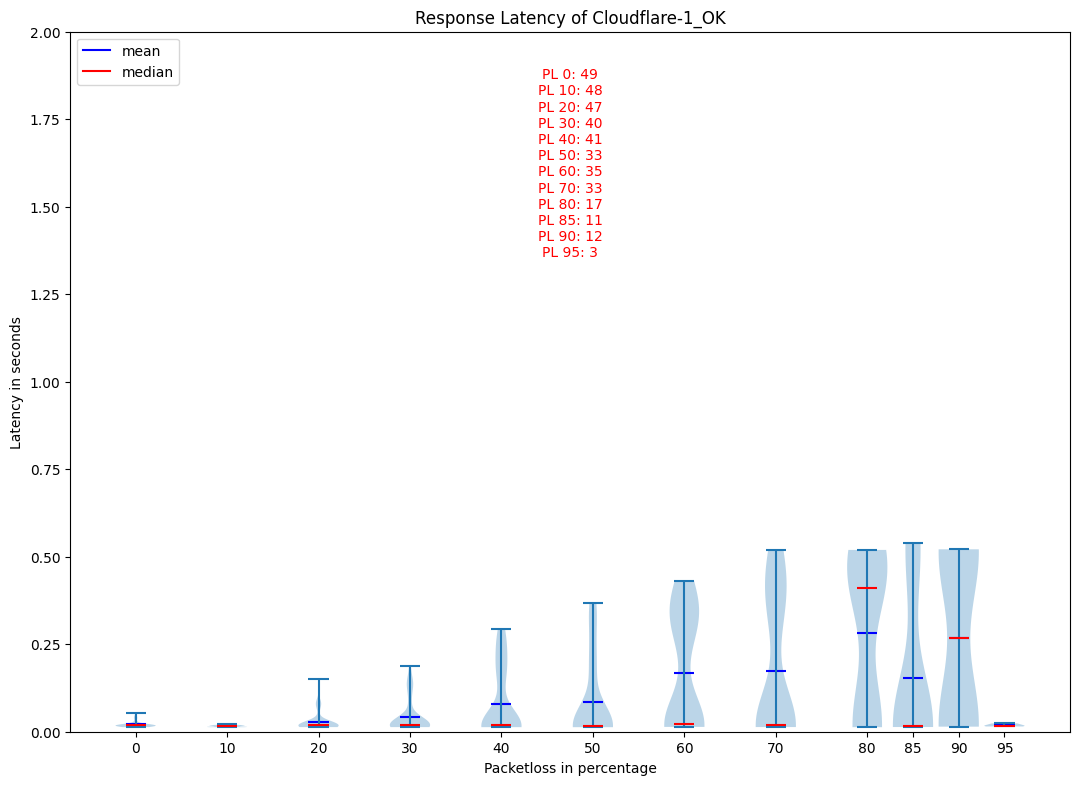 Response Latency of Cloudflare-1_OK
mean
median
PL 0: 49
PL 10: 48
PL 20: 47
PL 30: 40
PL 40: 41
PL 50: 33
PL 60: 35
PL 70: 33
PL 80: 17
PL 85: 11
PL 90: 12
PL 95: 3
Latency in seconds
2.00
1.75
1.50
1.25
1.00
0.75
0.50
0.25
0.00
0 10 20 30 40 50 60 70 80 85 90 95
Packetloss in percentage